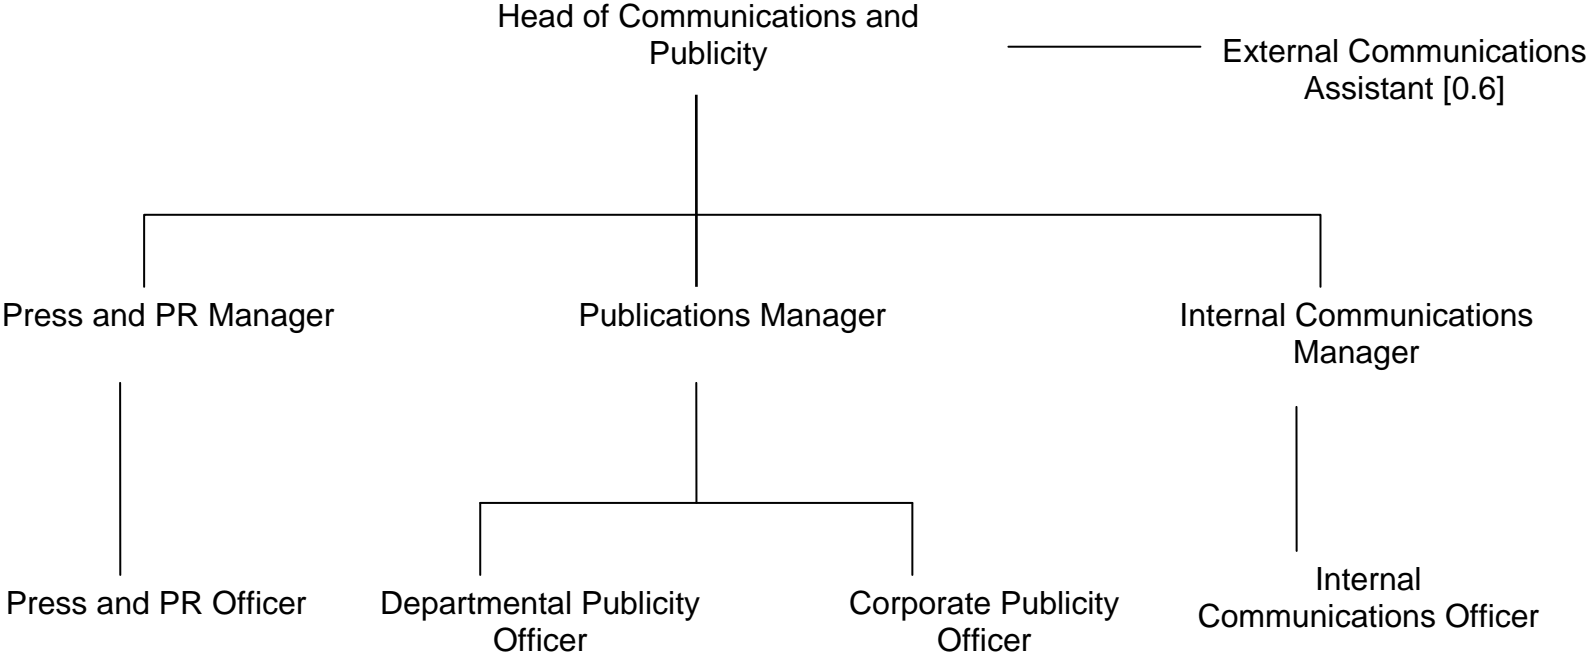 Head of Communications and
Publicity
External Communications
Assistant [0.6]
Press and PR Manager
Publications Manager
Internal Communications
Manager
Press and PR Officer
Departmental Publicity
Officer
Corporate Publicity
Officer
Internal
Communications Officer